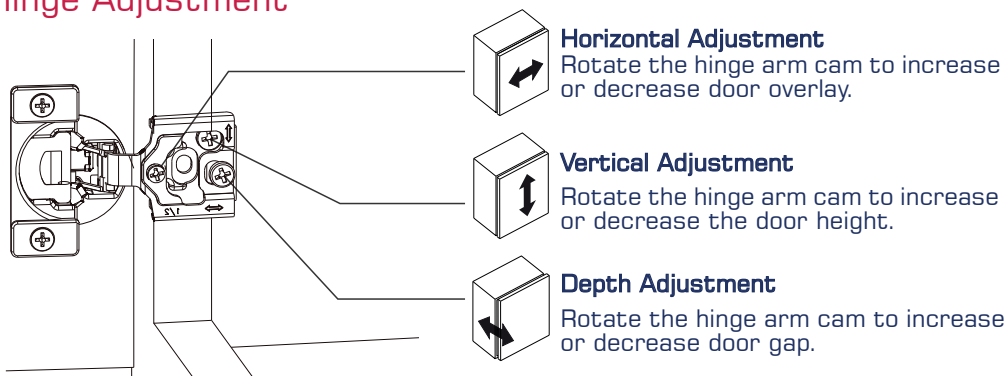 hinge Adjustment
Horizontal Adjustment
Rotate the hinge arm cam to increase
or decrease door overlay.
Vertical Adjustment
Rotate the hinge arm cam to increase
or decrease the door height.
Depth Adjustment
Rotate the hinge arm cam to increase
or decrease door gap.
1/2